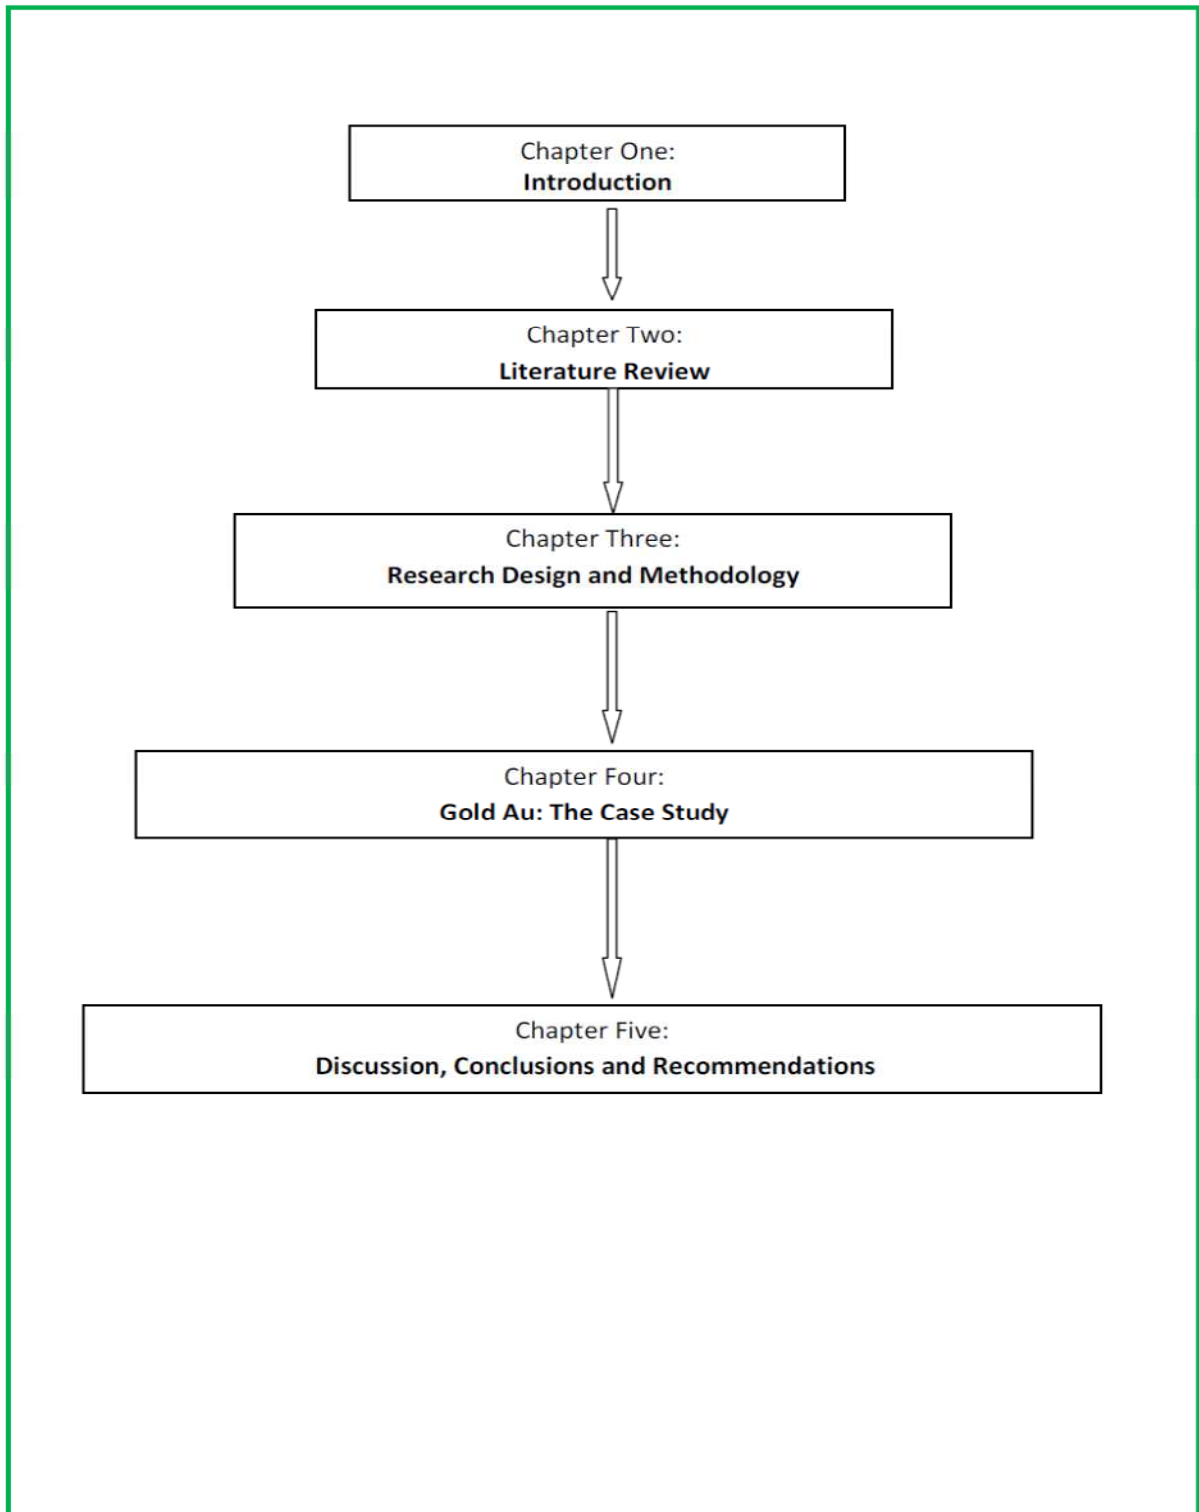 Chapter One:
Introduction
Chapter Two:
Literature Review
Chapter Three:
Research Design and Methodology
Chapter Four:
Gold Au: The Case Study
Chapter Five:
Discussion, Conclusions and Recommendations